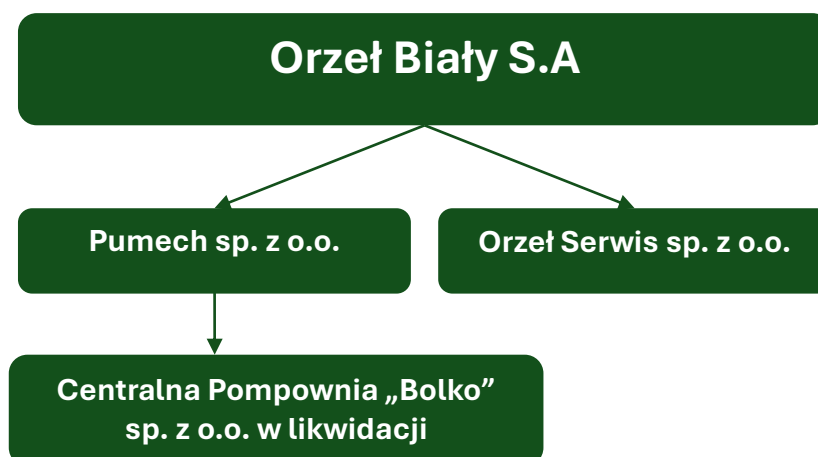 Orzeł Biały S.A
Pumech sp. z o.o.
Orzeł Serwis sp. z o.o.
Centralna Pompownia „Bolko”
sp. z o.o. w likwidacji